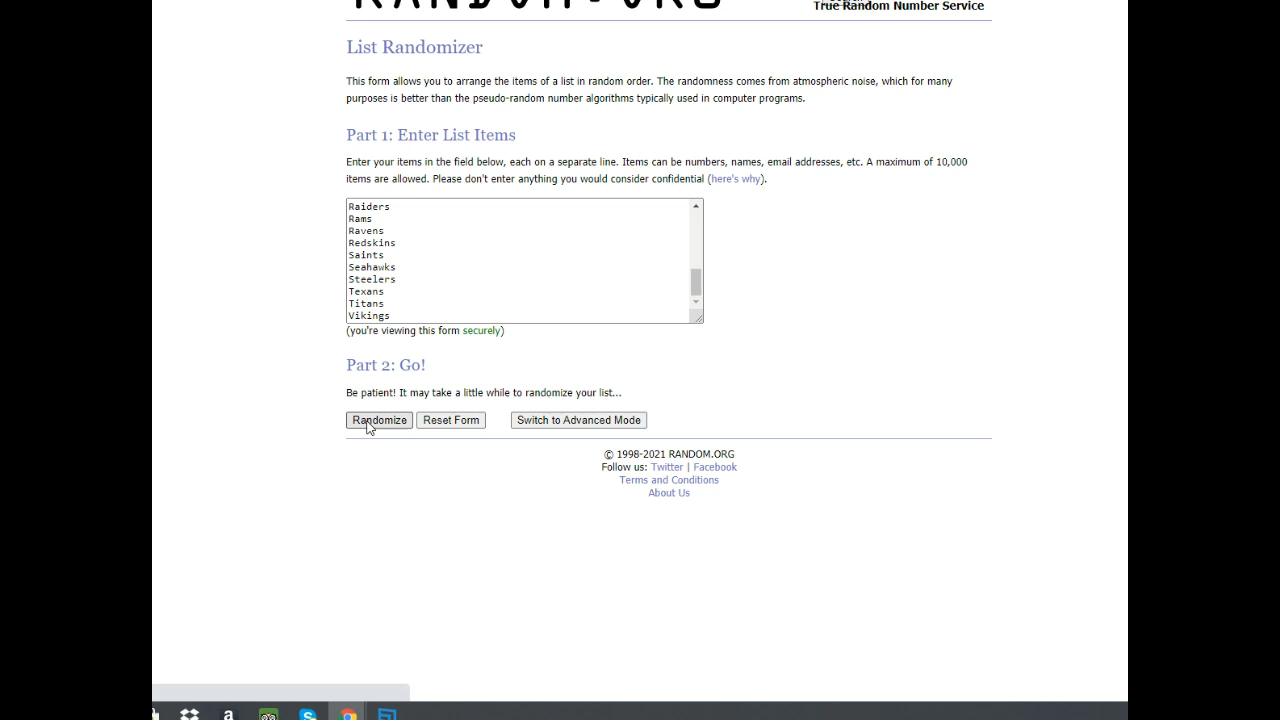 RANDOM.ORG
True Random Number Service
List Randomizer
This form allows you to arrange the items of a list in random order. The randomness comes from atmospheric noise, which for many
purposes is better than the pseudo-random number algorithms typically used in computer programs.
Part 1: Enter List Items
Enter your items in the field below, each on a separate line. Items can be numbers, names, email addresses, etc. A maximum of 10,000
items are allowed. Please don't enter anything you would consider confidential (here's why).
Raiders
Rams
Ravens
Redskins
Saints
Seahawks
Steelers
Texans
Titans
Vikings
(you're viewing this form securely)
Part 2: Go!
Be patient! It may take a little while to randomize your list...
Randomize Reset Form Switch to Advanced Mode
© 1998-2021 RANDOM.ORG
Follow us: Twitter | Facebook
Terms and Conditions
About Us